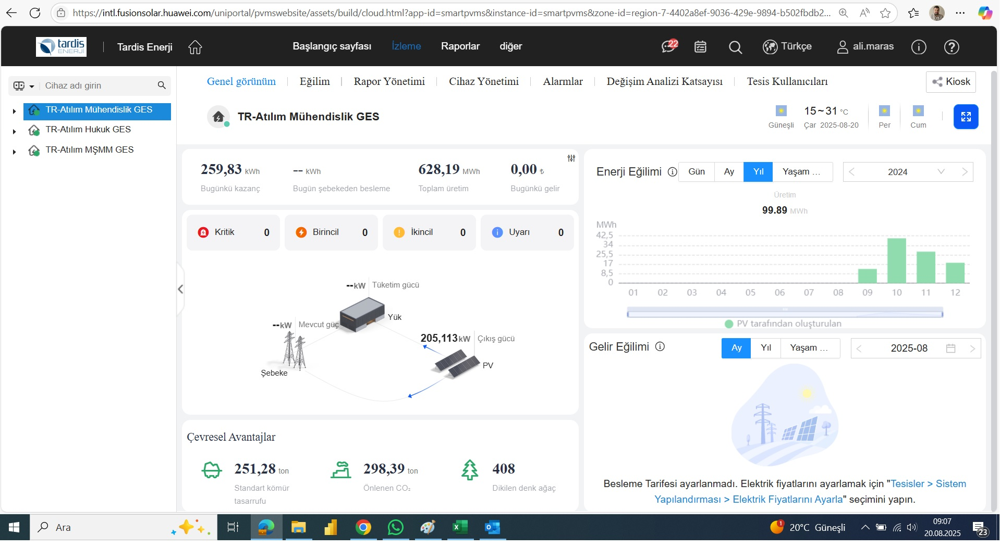 https://intl.fusionsolar.huawei.com/uniportal/pvmswebsite/assets/build/cloud.html?app-id=smartpvms&instance-id=smartpvms&zone-id=region-7-4402a8ef-9036-429e-9894-b502fbdb2...
tardis ENERJİ
Tardis Enerji
Başlangıç sayfası
İzleme
Raporlar
diğer
22
Türkçe
ali.maras
Cihaz adı girin
TR-Atılım Mühendislik GES
TR-Atılım Hukuk GES
TR-Atılım MŞMM GES
Genel görünüm
Eğilim
Rapor Yönetimi
Cihaz Yönetimi
Alarmlar
Değişim Analizi Katsayısı
Tesis Kullanıcıları
Kiosk
TR-Atılım Mühendislik GES
Güneşli
15~31 °C
Çar 2025-08-20
Per
Cum
259,83 kWh
Bugünkü kazanç
-- kWh
Bugün şebekeden besleme
628,19 MWh
Toplam üretim
0,00 ₺
Bugünkü gelir
Kritik 0
Birincil 0
İkincil 0
Uyarı 0
--kW Tüketim gücü
Yük
--kW Mevcut güç
Şebeke
205,113kW Çıkış gücü
PV
Çevresel Avantajlar
251,28 ton
Standart kömür
tasarrufu
298,39 ton
Önlenen CO₂
408
Dikilen denk ağaç
Enerji Eğilimi
Gün
Ay
Yıl
Yaşam ...
2024
Üretim
99.89 MWh
MWh
42,5
34
25,5
17
8,5
0
01 02 03 04 05 06 07 08 09 10 11 12
PV tarafından oluşturulan
Gelir Eğilimi
Ay
Yıl
Yaşam ...
2025-08
Besleme Tarifesi ayarlanmadı. Elektrik fiyatlarını ayarlamak için "Tesisler > Sistem
Yapılandırması > Elektrik Fiyatlarını Ayarla" seçimini yapın.
Ara
1
20°C Güneşli
09:07
20.08.2025
23